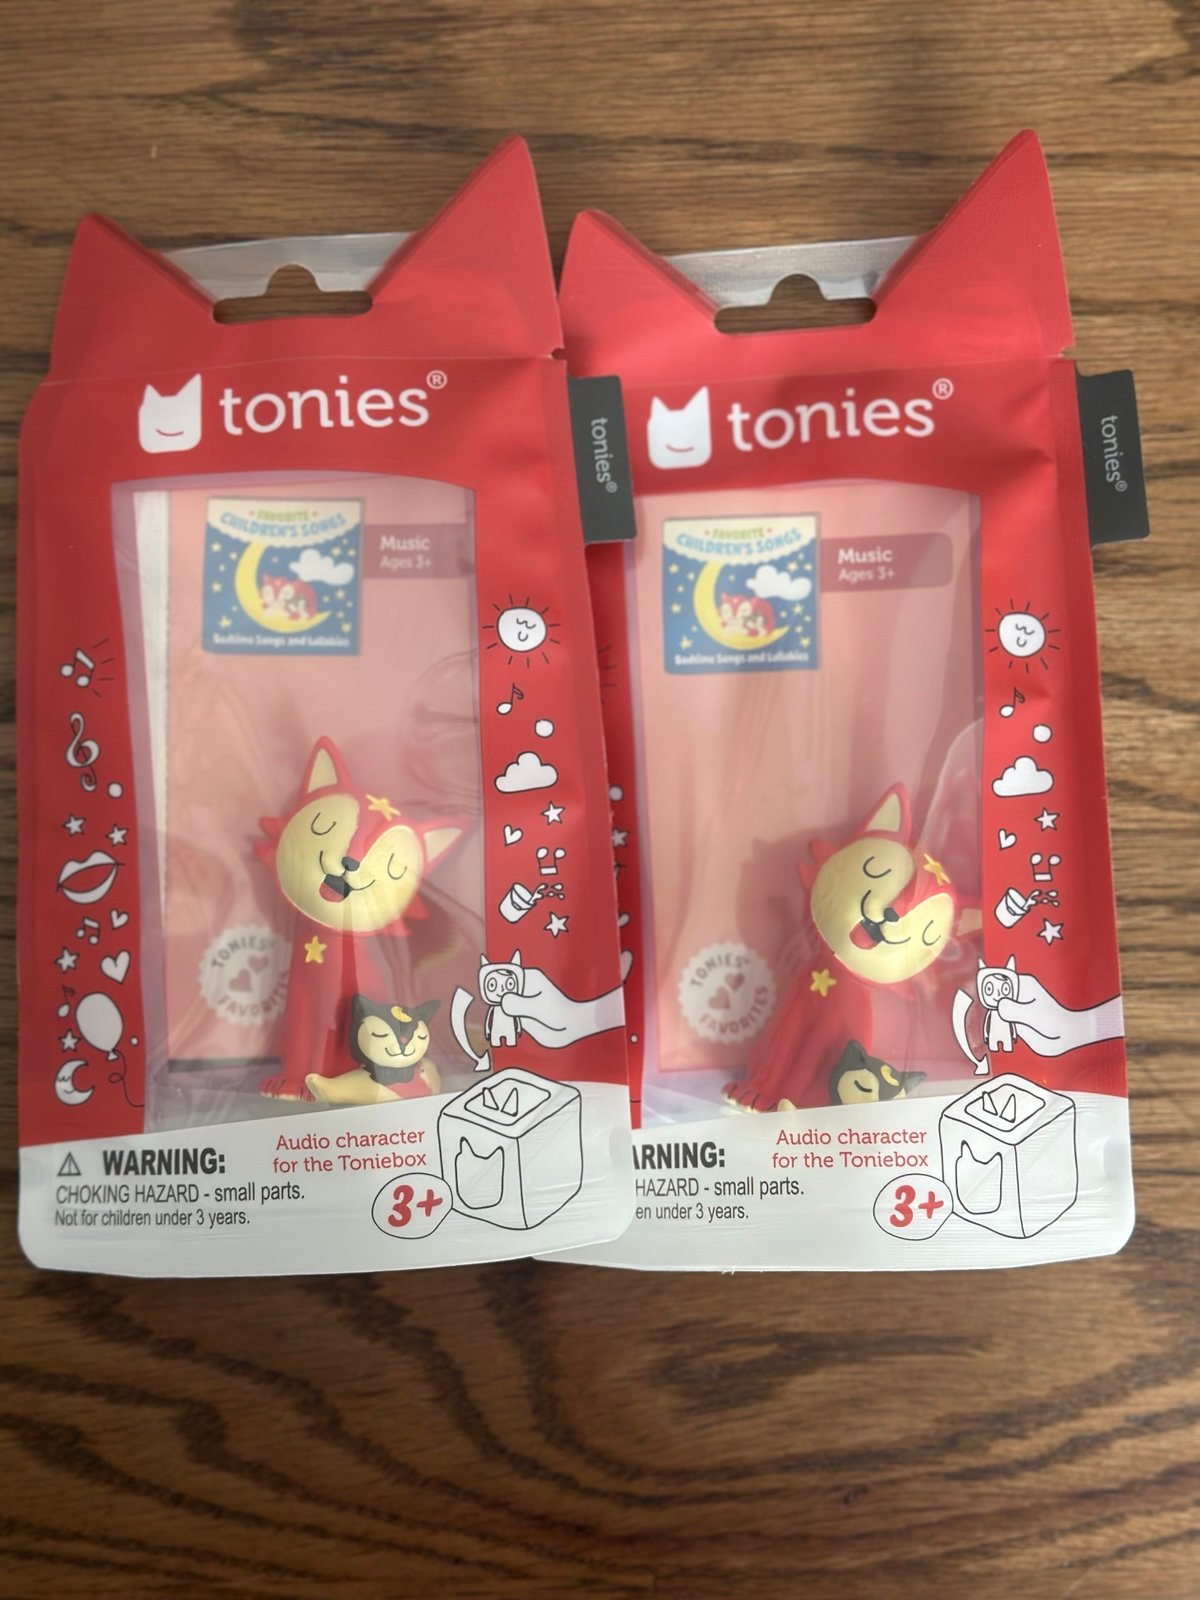 tonies®
FAVORITE
CHILDREN'S SONGS
Music
Ages 3+
Bedtime Songs and Lullabies
TONIES'
FAVORITES
WARNING:
CHOKING HAZARD - small parts.
Not for children under 3 years.
Audio character
for the Toniebox
3+
tonies®
tonies®
FAVORITE
CHILDREN'S SONGS
Music
Ages 3+
Bedtime Songs and Lullabies
TONIES'
FAVORITES
ARNING:
HAZARD - small parts.
en under 3 years.
Audio character
for the Toniebox
3+
tonies®